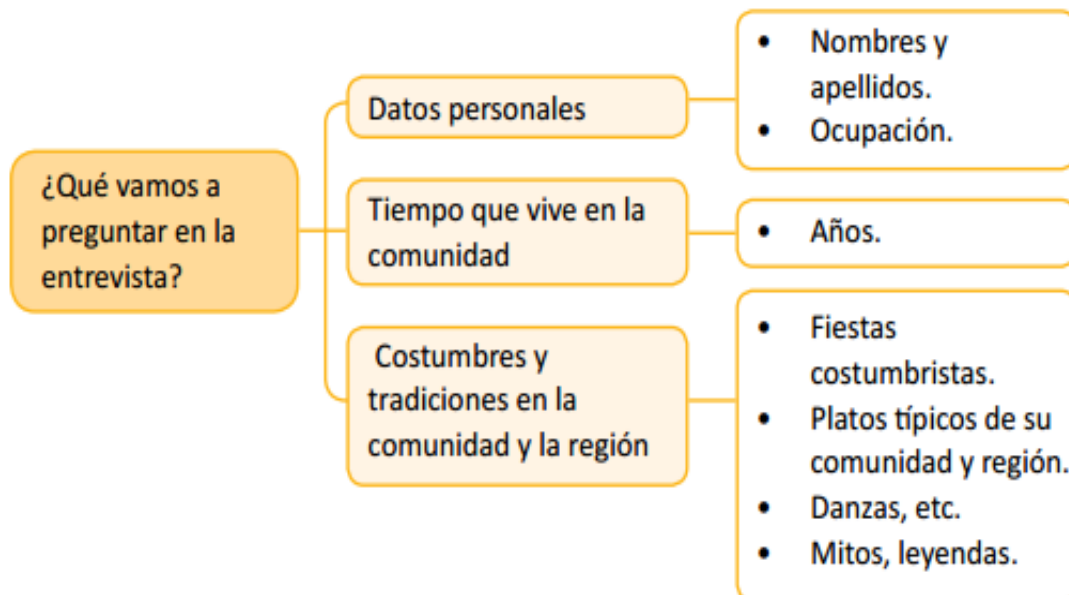 ¿Qué vamos a
preguntar en la
entrevista?
Datos personales
• Nombres y
apellidos.
• Ocupación.
Tiempo que vive en la
comunidad
• Años.
Costumbres y
tradiciones en la
comunidad y la región
• Fiestas
costumbristas.
• Platos típicos de su
comunidad y región.
• Danzas, etc.
• Mitos, leyendas.